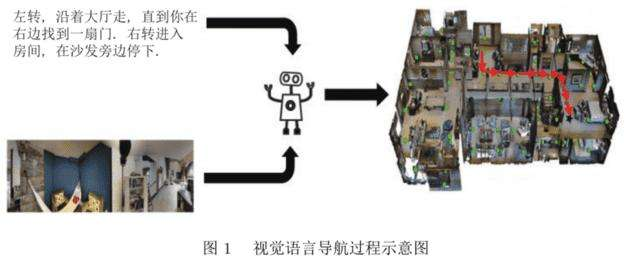 左转, 沿着大厅走, 直到你在
右边找到一扇门. 右转进入
房间, 在沙发旁边停下.
图 1 视觉语言导航过程示意图